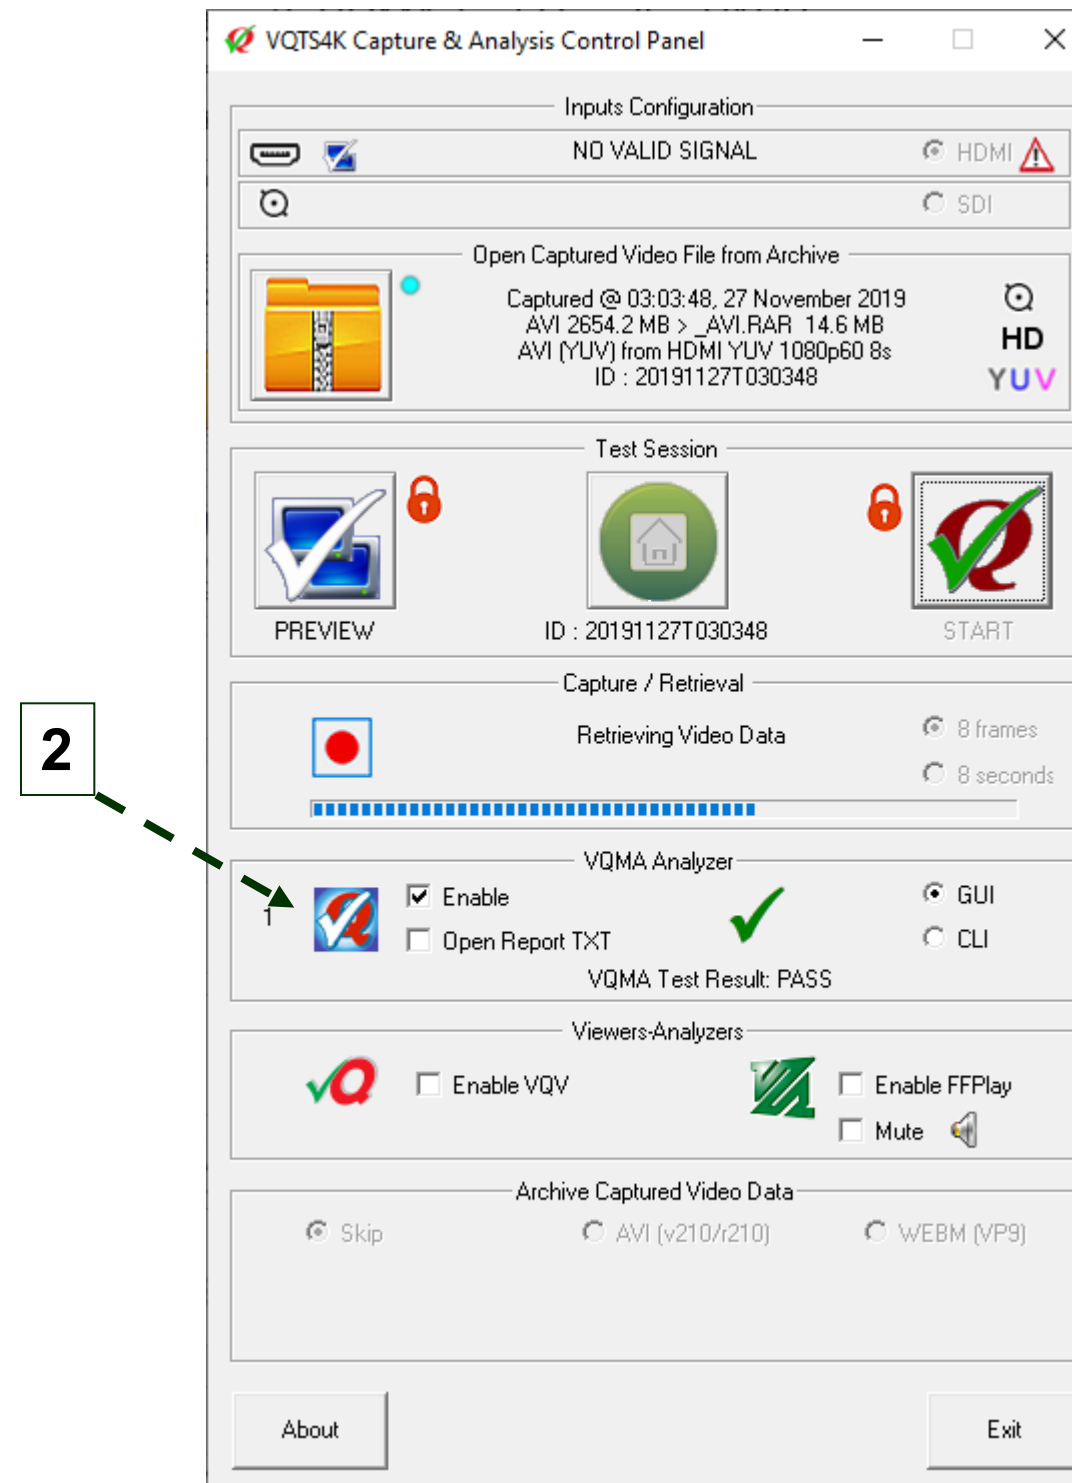 VQTS4K Capture & Analysis Control Panel
Inputs Configuration
NO VALID SIGNAL
HDMI
SDI
Open Captured Video File from Archive
Captured @ 03:03:48, 27 November 2019
AVI 2654.2 MB > _AVI.RAR 14.6 MB
AVI (YUV) from HDMI YUV 1080p60 8s
ID : 20191127T030348
HD
YUV
Test Session
PREVIEW
ID : 20191127T030348
START
Capture / Retrieval
Retrieving Video Data
8 frames
8 seconds
2
VQMA Analyzer
1
Enable
GUI
Open Report TXT
CLI
VQMA Test Result: PASS
Viewers-Analyzers
Enable VQV
Enable FFPlay
Mute
Archive Captured Video Data
Skip
AVI (v210/r210)
WEBM (VP9)
About
Exit